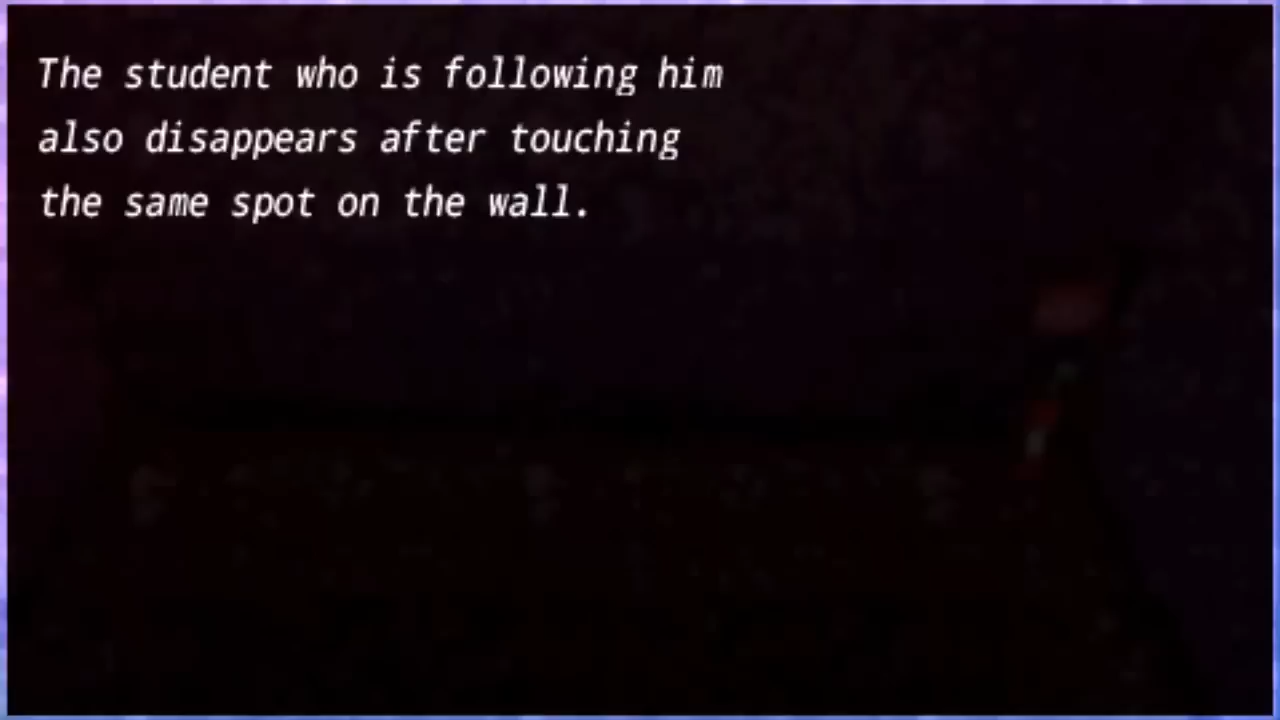 The student who is following him
also disappears after touching
the same spot on the wall.